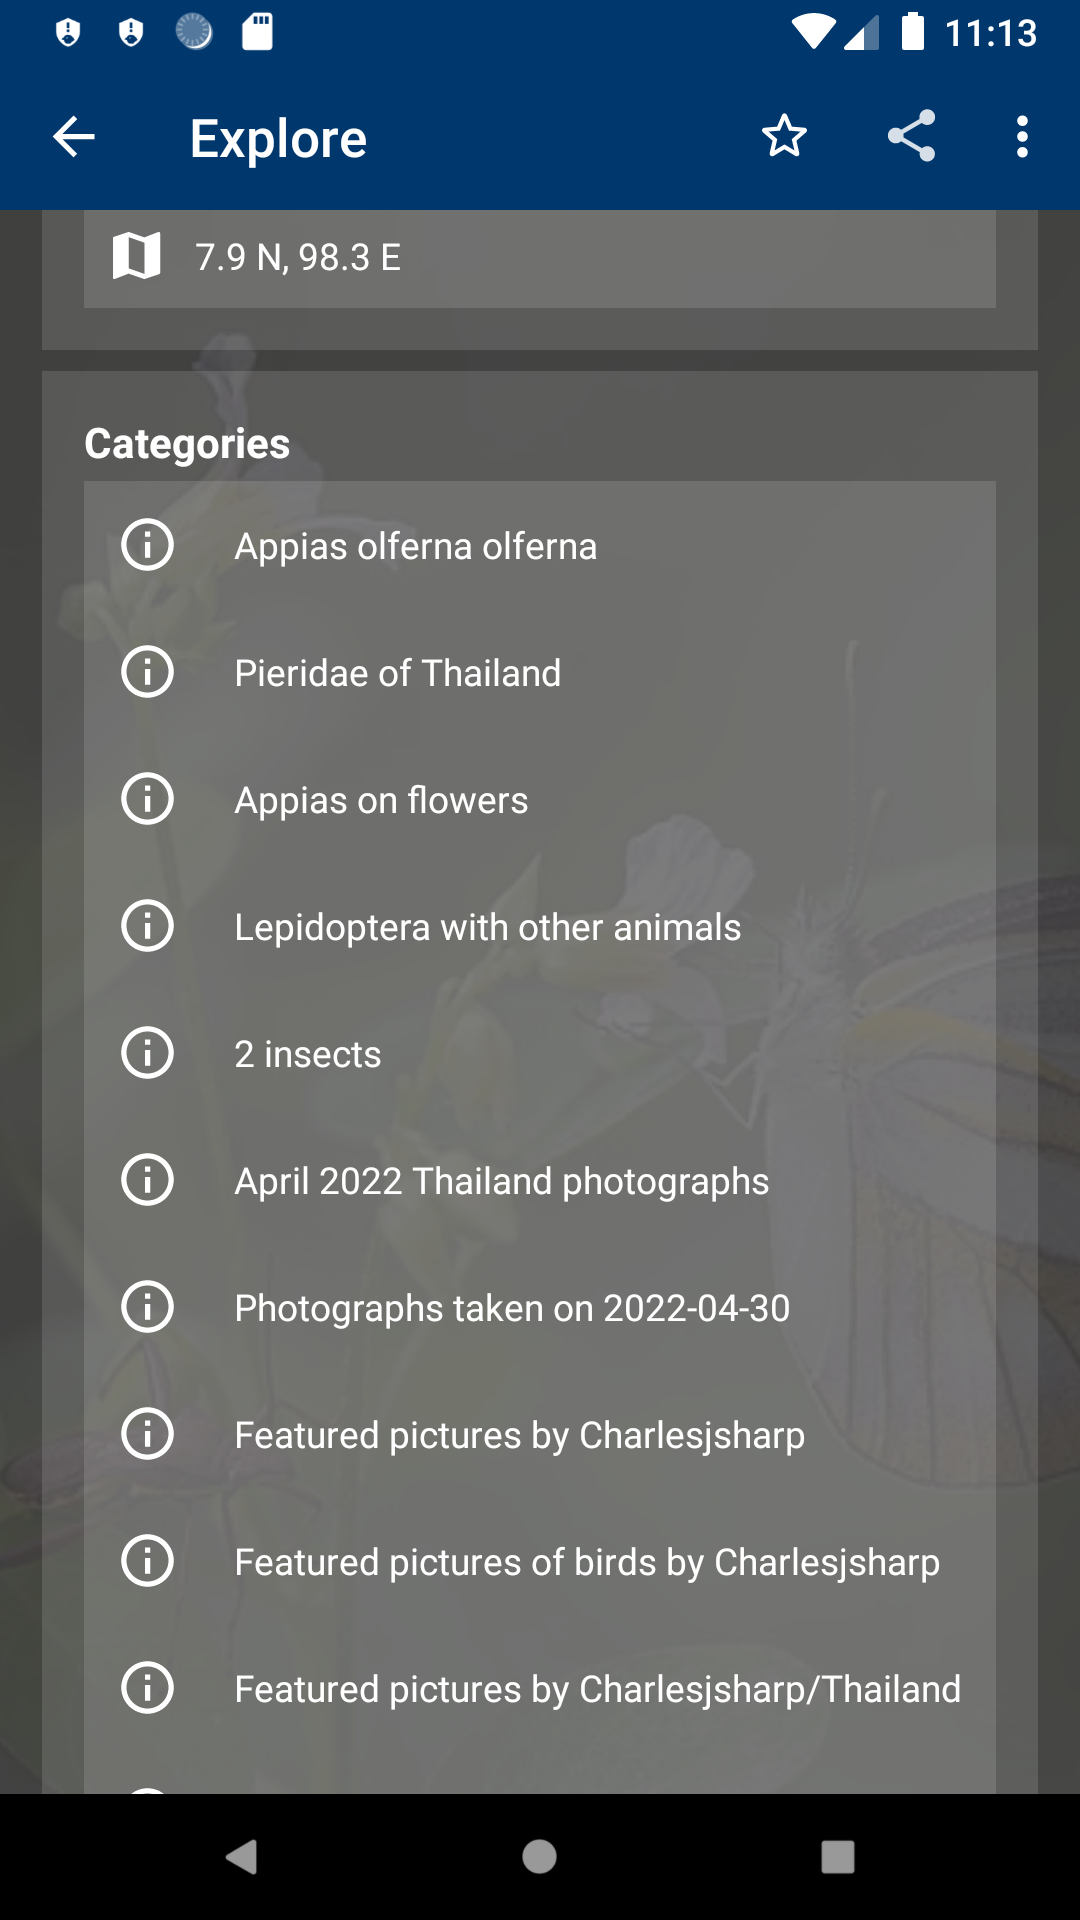 11:13
Explore
7.9 N, 98.3 E
Categories
Appias olferna olferna
Pieridae of Thailand
Appias on flowers
Lepidoptera with other animals
2 insects
April 2022 Thailand photographs
Photographs taken on 2022-04-30
Featured pictures by Charlesjsharp
Featured pictures of birds by Charlesjsharp
Featured pictures by Charlesjsharp/Thailand